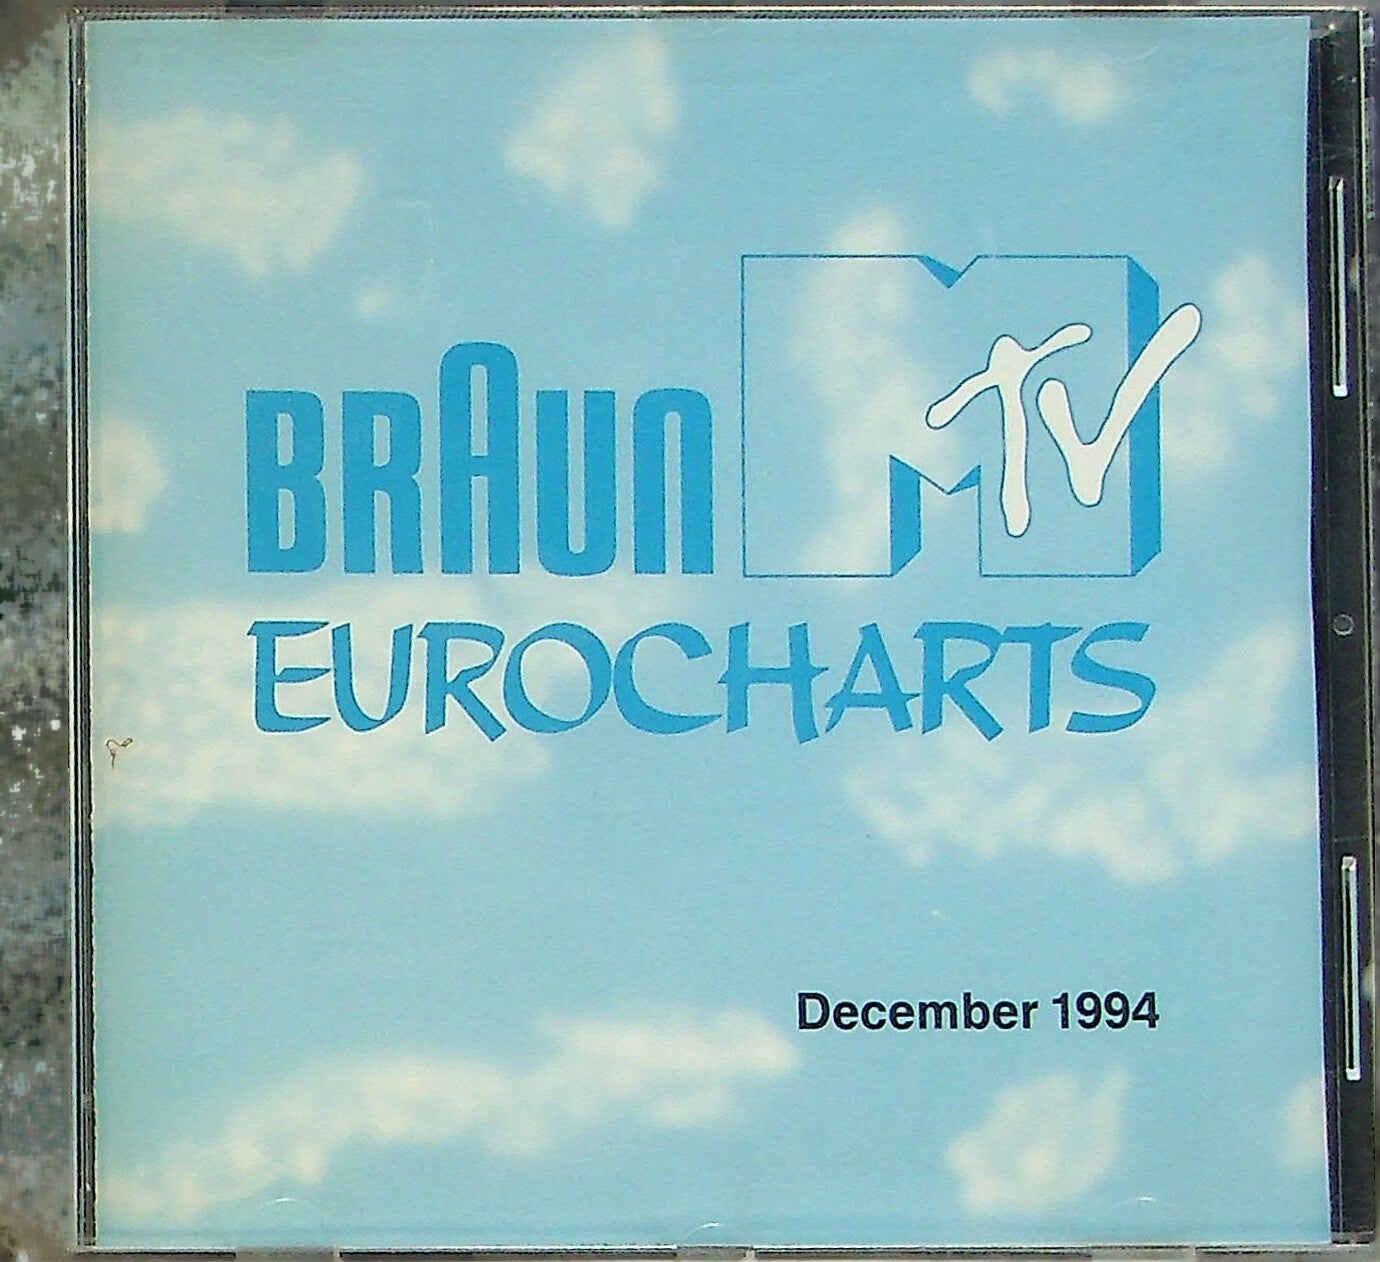 BRAUN MTV
EUROCHARTS
December 1994